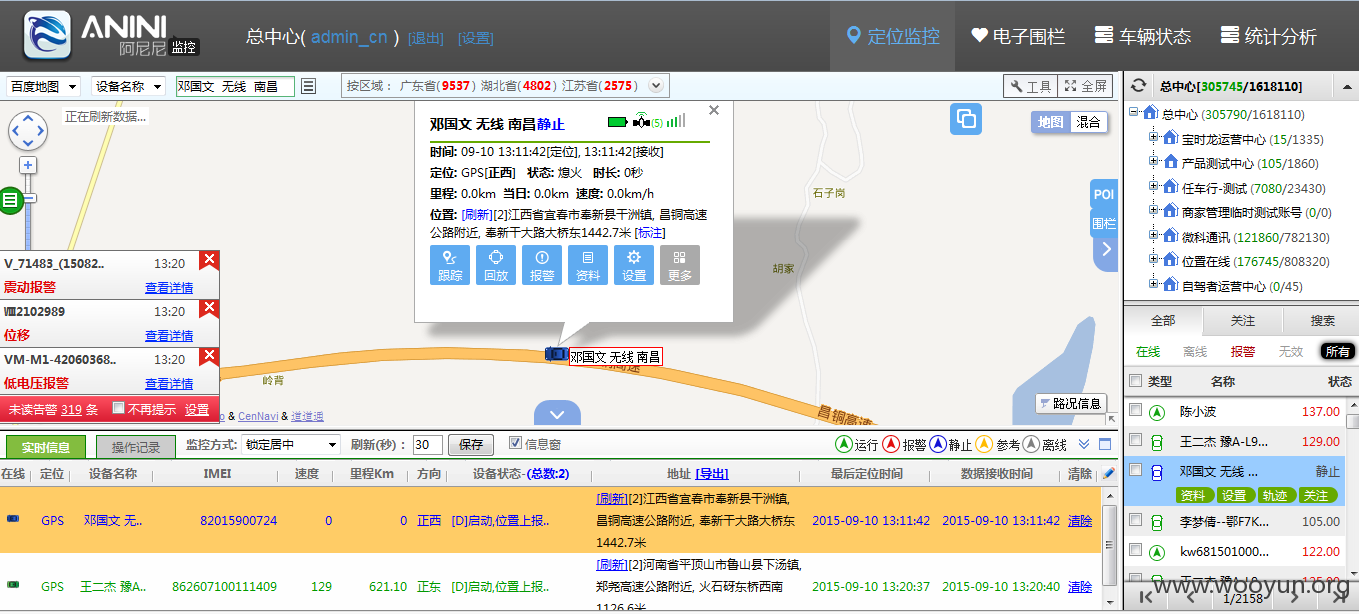 ANINI
阿尼尼 监控
总中心( admin_cn ) [退出] [设置]
定位监控 电子围栏 车辆状态 统计分析
百度地图 设备名称 邓国文 无线 南昌 按区域： 广东省(9537) 湖北省(4802) 江苏省(2575) 工具 全屏
正在刷新数据...
邓国文 无线 南昌静止 (5)
时间: 09-10 13:11:42[定位], 13:11:42[接收]
定位: GPS[正西] 状态: 熄火 时长: 0秒
里程: 0.0km 当日: 0.0km 速度: 0.0km/h
位置: [刷新][2]江西省宜春市奉新县干洲镇, 昌铜高速
公路附近, 奉新干大路大桥东1442.7米 [标注]
跟踪 回放 报警 资料 设置 更多
地图 混合
POI
围栏
石子岗
胡家
邓国文 无线 南昌
岭背
昌铜高速
路况信息
& CenNavi & 道道通
V_71483_(15082.. 13:20
震动报警 查看详情
Ⅷ2102989 13:20
位移 查看详情
VM-M1-42060368.. 13:20
低电压报警 查看详情
未读告警 319 条 不再提示 设置
实时信息 操作记录 监控方式: 锁定居中 刷新(秒): 30 保存 信息窗 运行 报警 静止 参考 离线
在线 定位 设备名称 IMEI 速度 里程Km 方向 设备状态-(总数:2) 地址 [导出] 最后定位时间 数据接收时间 清除
GPS 邓国文 无.. 82015900724 0 0 正西 [D]启动,位置上报.. [刷新][2]江西省宜春市奉新县干洲镇,
昌铜高速公路附近, 奉新干大路大桥东
1442.7米 2015-09-10 13:11:42 2015-09-10 13:11:42 清除
GPS 王二杰 豫A.. 862607100111409 129 621.10 正东 [D]启动,位置上报.. [刷新][2]河南省平顶山市鲁山县下汤镇,
郑尧高速公路附近, 火石砑东桥西南
1126.6米 2015-09-10 13:20:37 2015-09-10 13:20:40 清除
总中心[305745/1618110]
总中心 (305790/1618110)
宝时龙运营中心 (15/1335)
产品测试中心 (105/1860)
任车行-测试 (7080/23430)
商家管理临时测试账号 (0/0)
微科通讯 (121860/782130)
位置在线 (176745/808320)
自驾者运营中心 (0/45)
全部 关注 搜索
在线 离线 报警 无效 所有
类型 名称 状态
陈小波 137.00
王二杰 豫A-L9... 129.00
邓国文 无线 ... 静止
资料 设置 轨迹 关注
李梦倩--鄂F7K... 105.00
kw681501000... 122.00
1/2158
www.wooyun.org